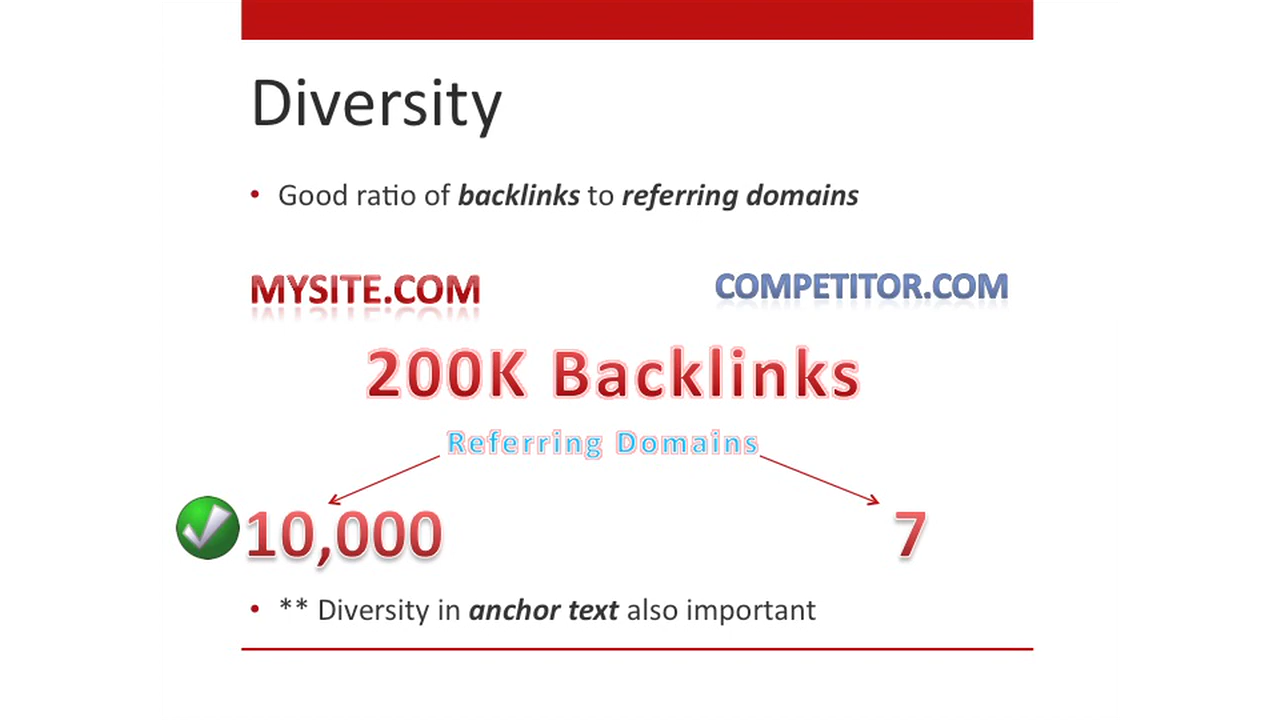 Diversity
• Good ratio of backlinks to referring domains
MYSITE.COM
COMPETITOR.COM
200K Backlinks
Referring Domains
10,000
7
• ** Diversity in anchor text also important